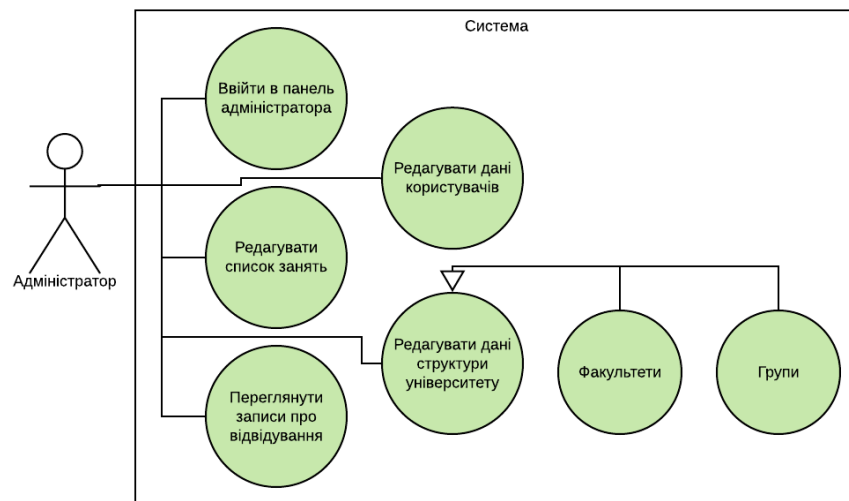 Система
Ввійти в панель
адміністратора
Редагувати дані
користувачів
Адміністратор
Редагувати
список занять
Редагувати дані
структури
університету
Факультети
Групи
Переглянути
записи про
відвідування